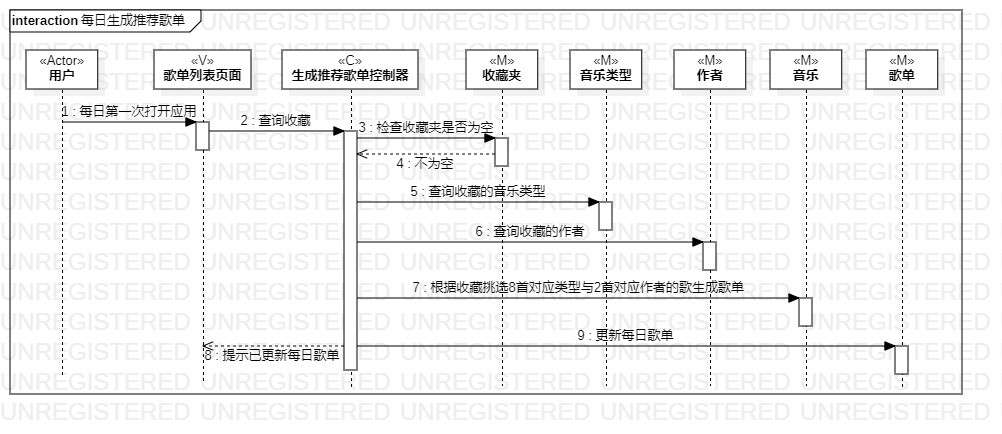 interaction 每日生成推荐歌单
«Actor»
用户
«V»
歌单列表页面
«C»
生成推荐歌单控制器
«M»
收藏夹
«M»
音乐类型
«M»
作者
«M»
音乐
«M»
歌单
1 : 每日第一次打开应用
2 : 查询收藏
3 : 检查收藏夹是否为空
4 : 不为空
5 : 查询收藏的音乐类型
6 : 查询收藏的作者
7 : 根据收藏挑选8首对应类型与2首对应作者的歌生成歌单
9 : 更新每日歌单
8 : 提示已更新每日歌单
UNREGISTERED UNREGISTERED UNREGISTERED UNREGISTERED UNREGISTERED